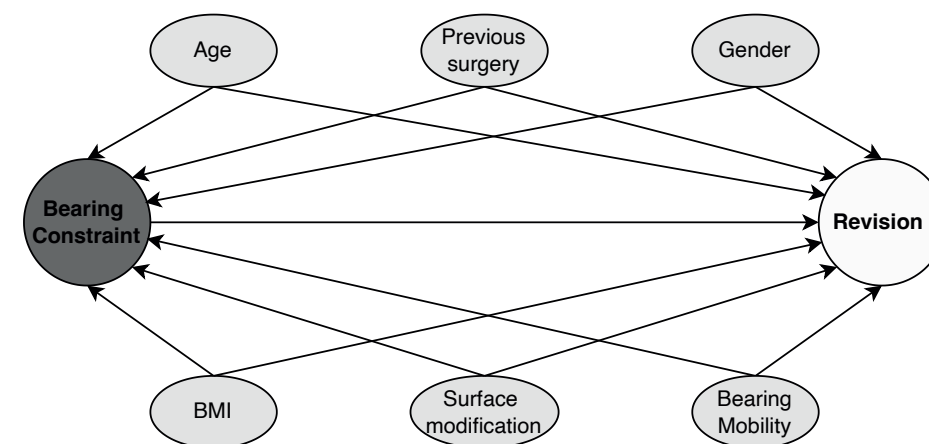 Age
Previous
surgery
Gender
Bearing
Constraint
Revision
BMI
Surface
modification
Bearing
Mobility